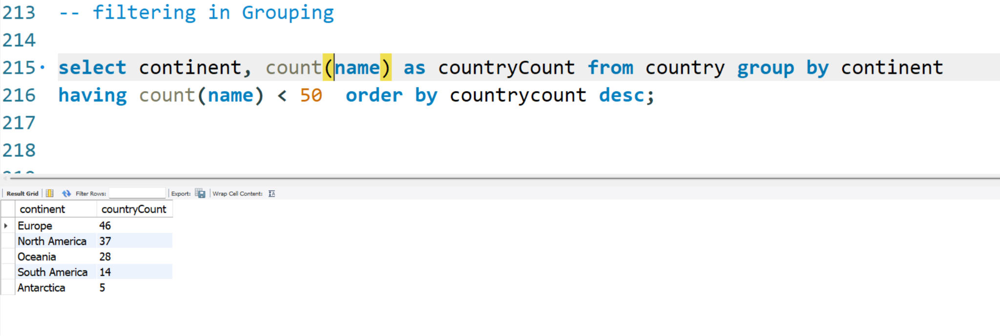 213 -- filtering in Grouping
214
215 select continent, count(name) as countryCount from country group by continent
216 having count(name) < 50  order by countrycount desc;
217
218
Result Grid Filter Rows: Export: Wrap Cell Content:
continent countryCount
Europe 46
North America 37
Oceania 28
South America 14
Antarctica 5